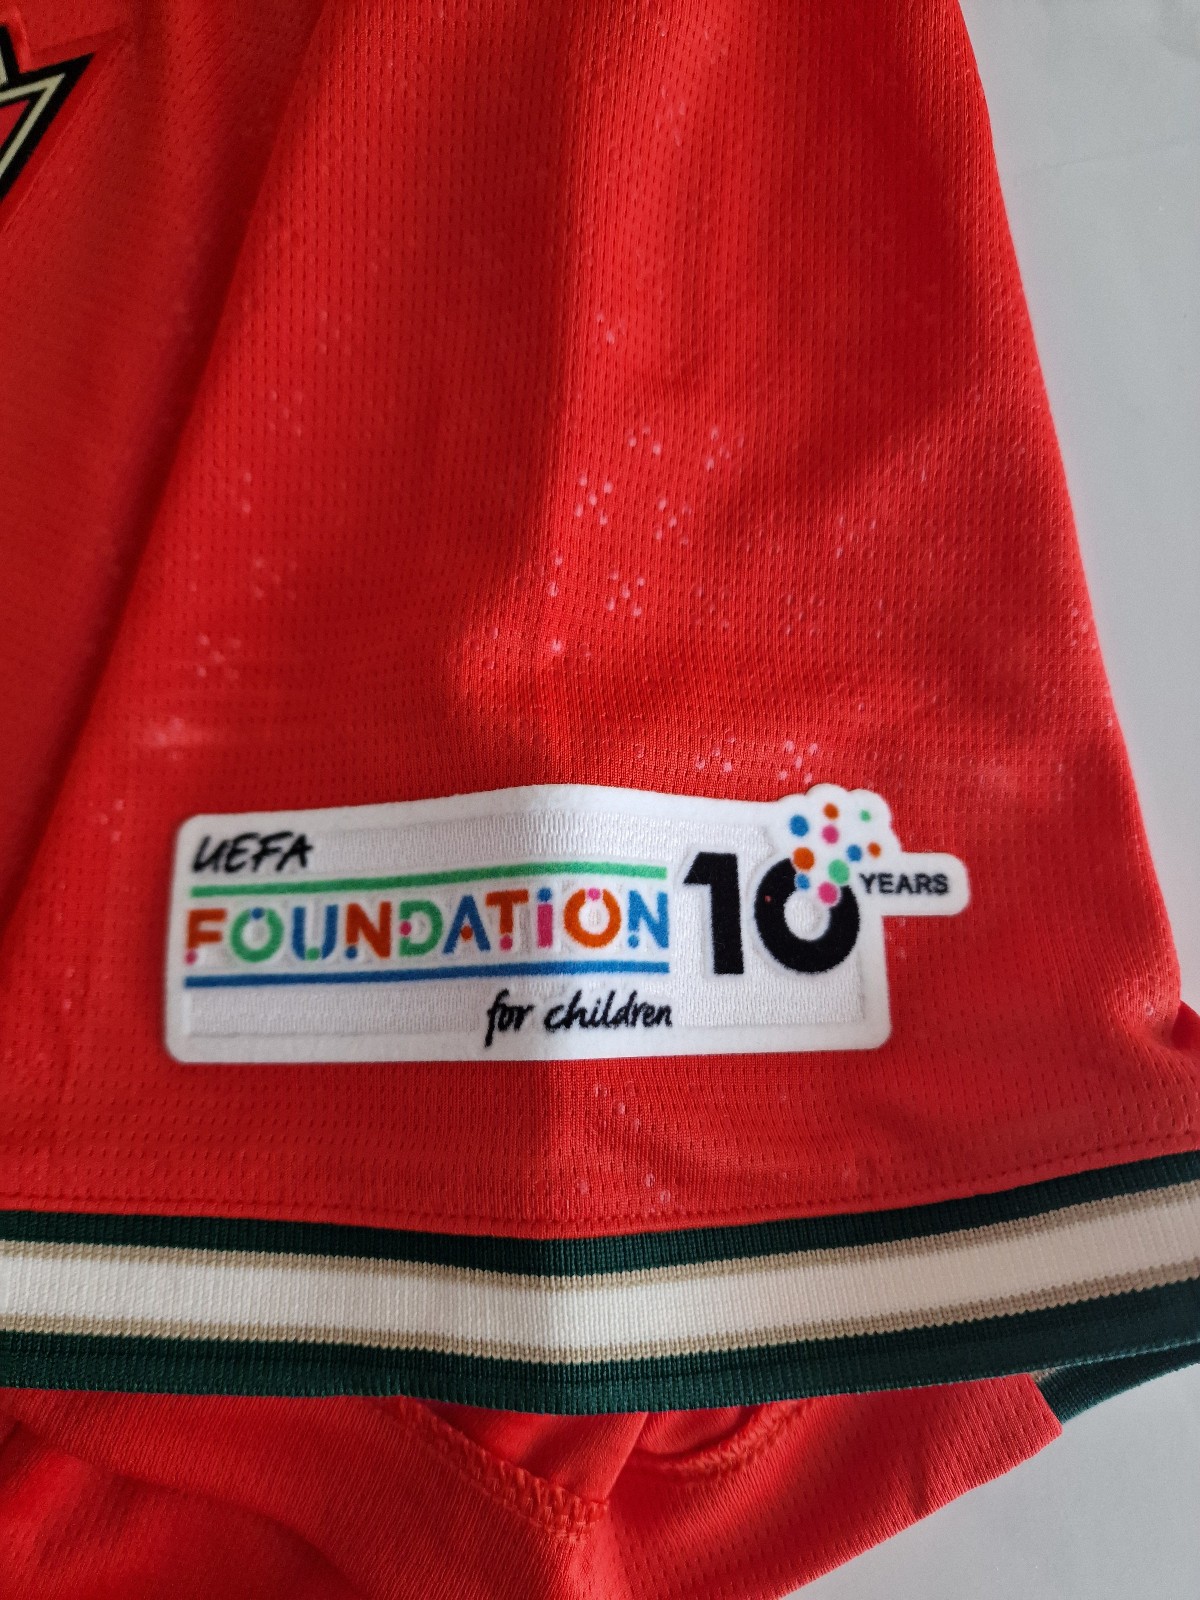 UEFA
FOUNDATION
for children
10 YEARS